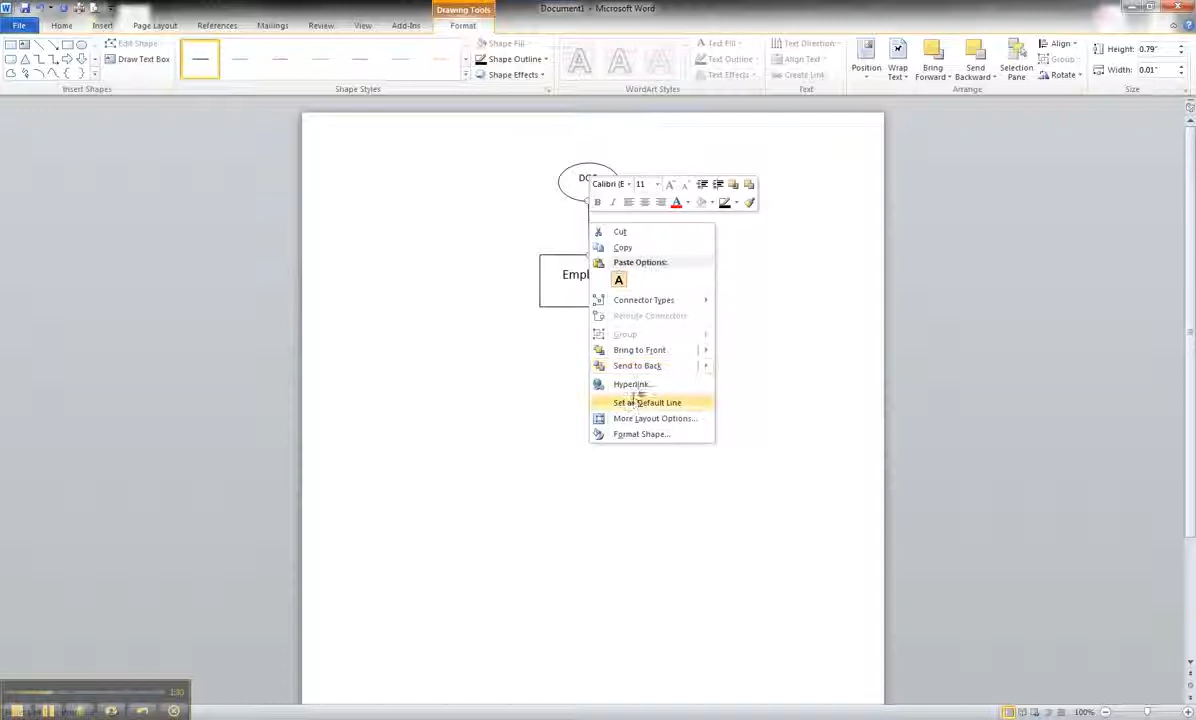 Drawing Tools
Document1 - Microsoft Word
File Home Insert Page Layout References Mailings Review View Add-Ins Format
Edit Shape
Draw Text Box
Insert Shapes
Shape Fill
Shape Outline
Shape Effects
Shape Styles
A A A
Text Fill
Text Outline
Text Effects
WordArt Styles
Text Direction
Align Text
Create Link
Text
Position
Wrap Text
Bring Forward
Send Backward
Selection Pane
Align
Group
Rotate
Arrange
Height: 0.79"
Width: 0.01"
Size
Calibri (E 11 A A
B I A
Empl
Cut
Copy
Paste Options:
A
Connector Types
Reroute Connectors
Group
Bring to Front
Send to Back
Hyperlink...
Set as Default Line
More Layout Options...
Format Shape...
1:30
100%